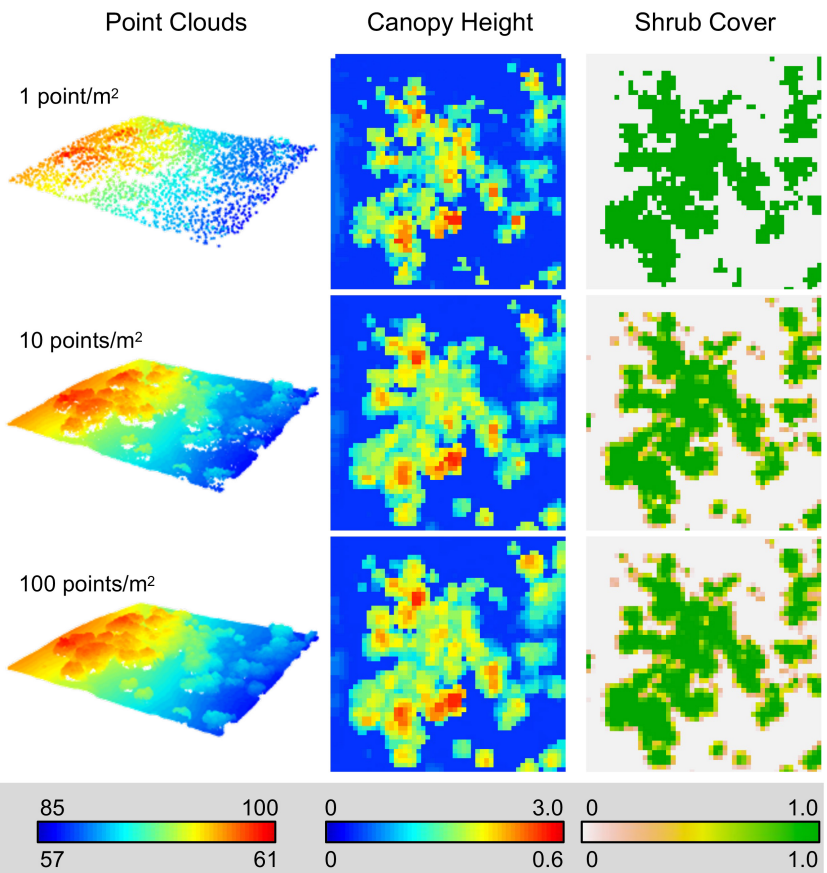 Point Clouds Canopy Height Shrub Cover
1 point/m²
10 points/m²
100 points/m²
85 100 0 3.0 0 1.0
57 61 0 0.6 0 1.0